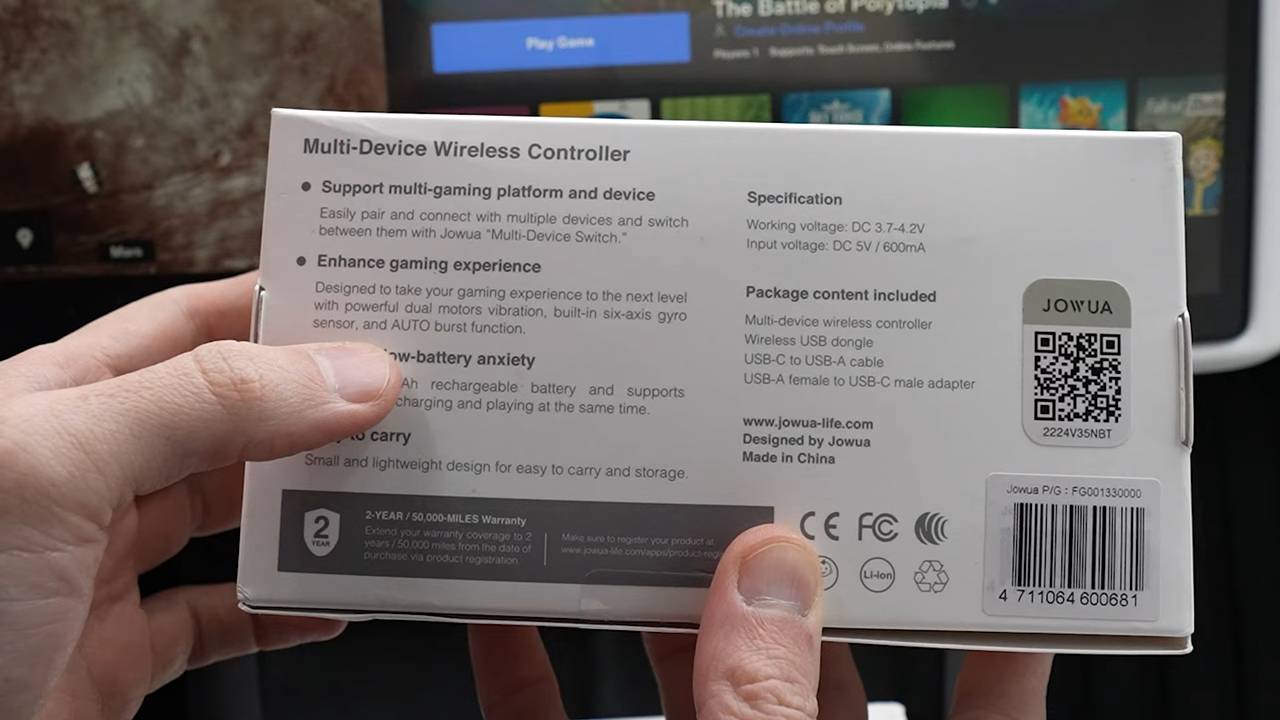 The Battle of Polytopia
Create Online Profile
Play Game
Players: 1 Supports: Touch Screen, Online Features
Mars
Multi-Device Wireless Controller
Support multi-gaming platform and device
Easily pair and connect with multiple devices and switch
between them with Jowua "Multi-Device Switch."
Enhance gaming experience
Designed to take your gaming experience to the next level
with powerful dual motors vibration, built-in six-axis gyro
sensor, and AUTO burst function.
ow-battery anxiety
Ah rechargeable battery and supports
charging and playing at the same time.
to carry
Small and lightweight design for easy to carry and storage.
2
YEAR
2-YEAR / 50,000-MILES Warranty
Extend your warranty coverage to 2
years / 50,000 miles from the date of
purchase via product registration.
Make sure to register your product at
www.jowua-life.com/apps/product-regi
Specification
Working voltage: DC 3.7-4.2V
Input voltage: DC 5V / 600mA
Package content included
Multi-device wireless controller
Wireless USB dongle
USB-C to USB-A cable
USB-A female to USB-C male adapter
www.jowua-life.com
Designed by Jowua
Made in China
CE FC
Li-ion
JOWUA
2224V35NBT
Jowua P/G : FG001330000
4 711064 600681